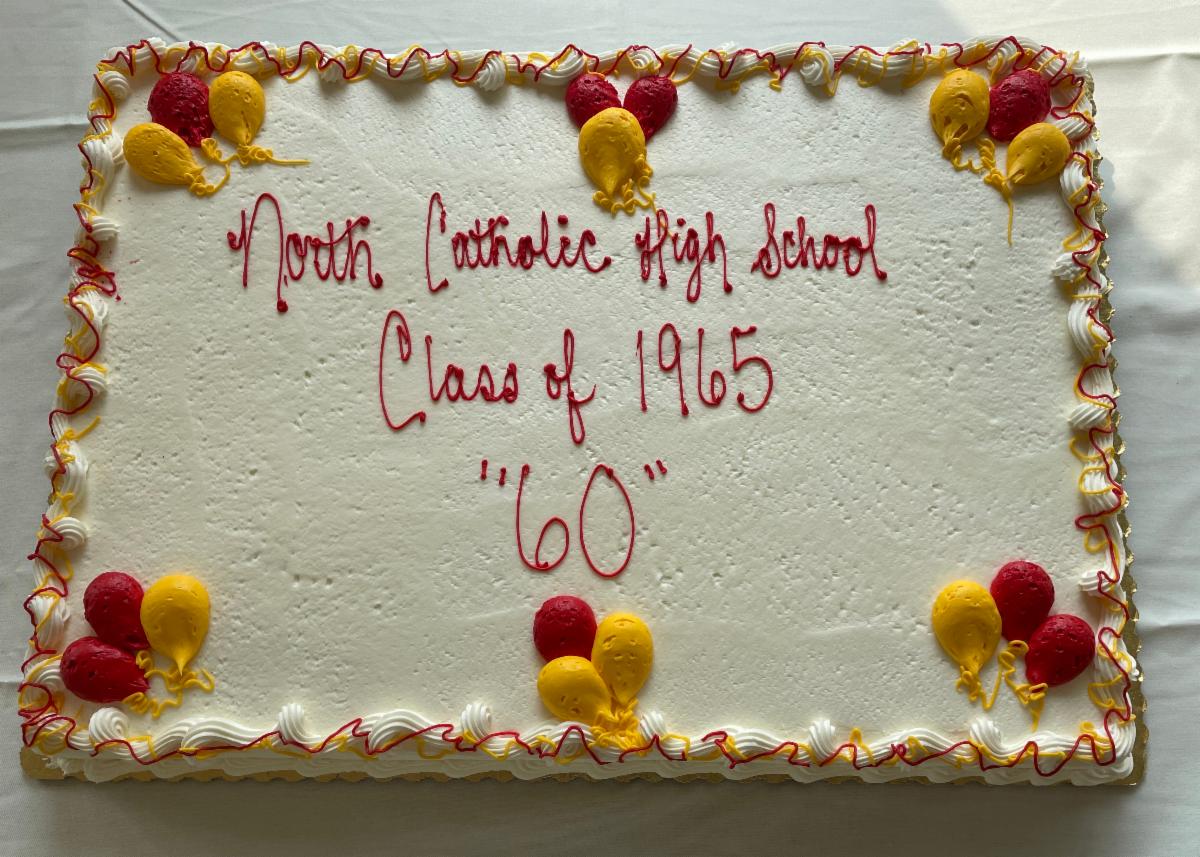 North Catholic High School
Class of 1965
"60"